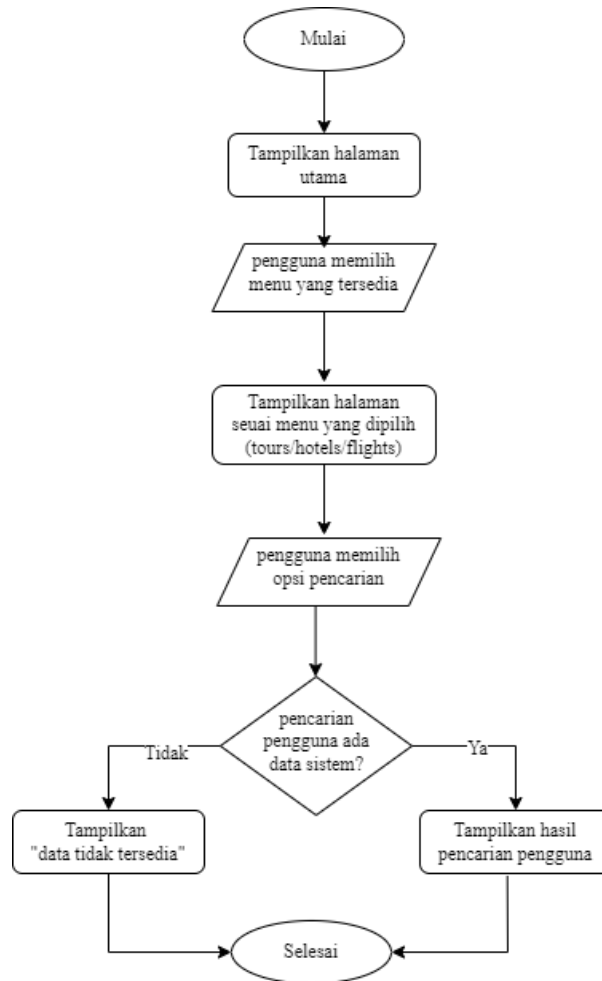 Mulai
Tampilkan halaman
utama
pengguna memilih
menu yang tersedia
Tampilkan halaman
seuai menu yang dipilih
(tours/hotels/flights)
pengguna memilih
opsi pencarian
pencarian
pengguna ada
data sistem?
Tidak
Ya
Tampilkan
"data tidak tersedia"
Tampilkan hasil
pencarian pengguna
Selesai